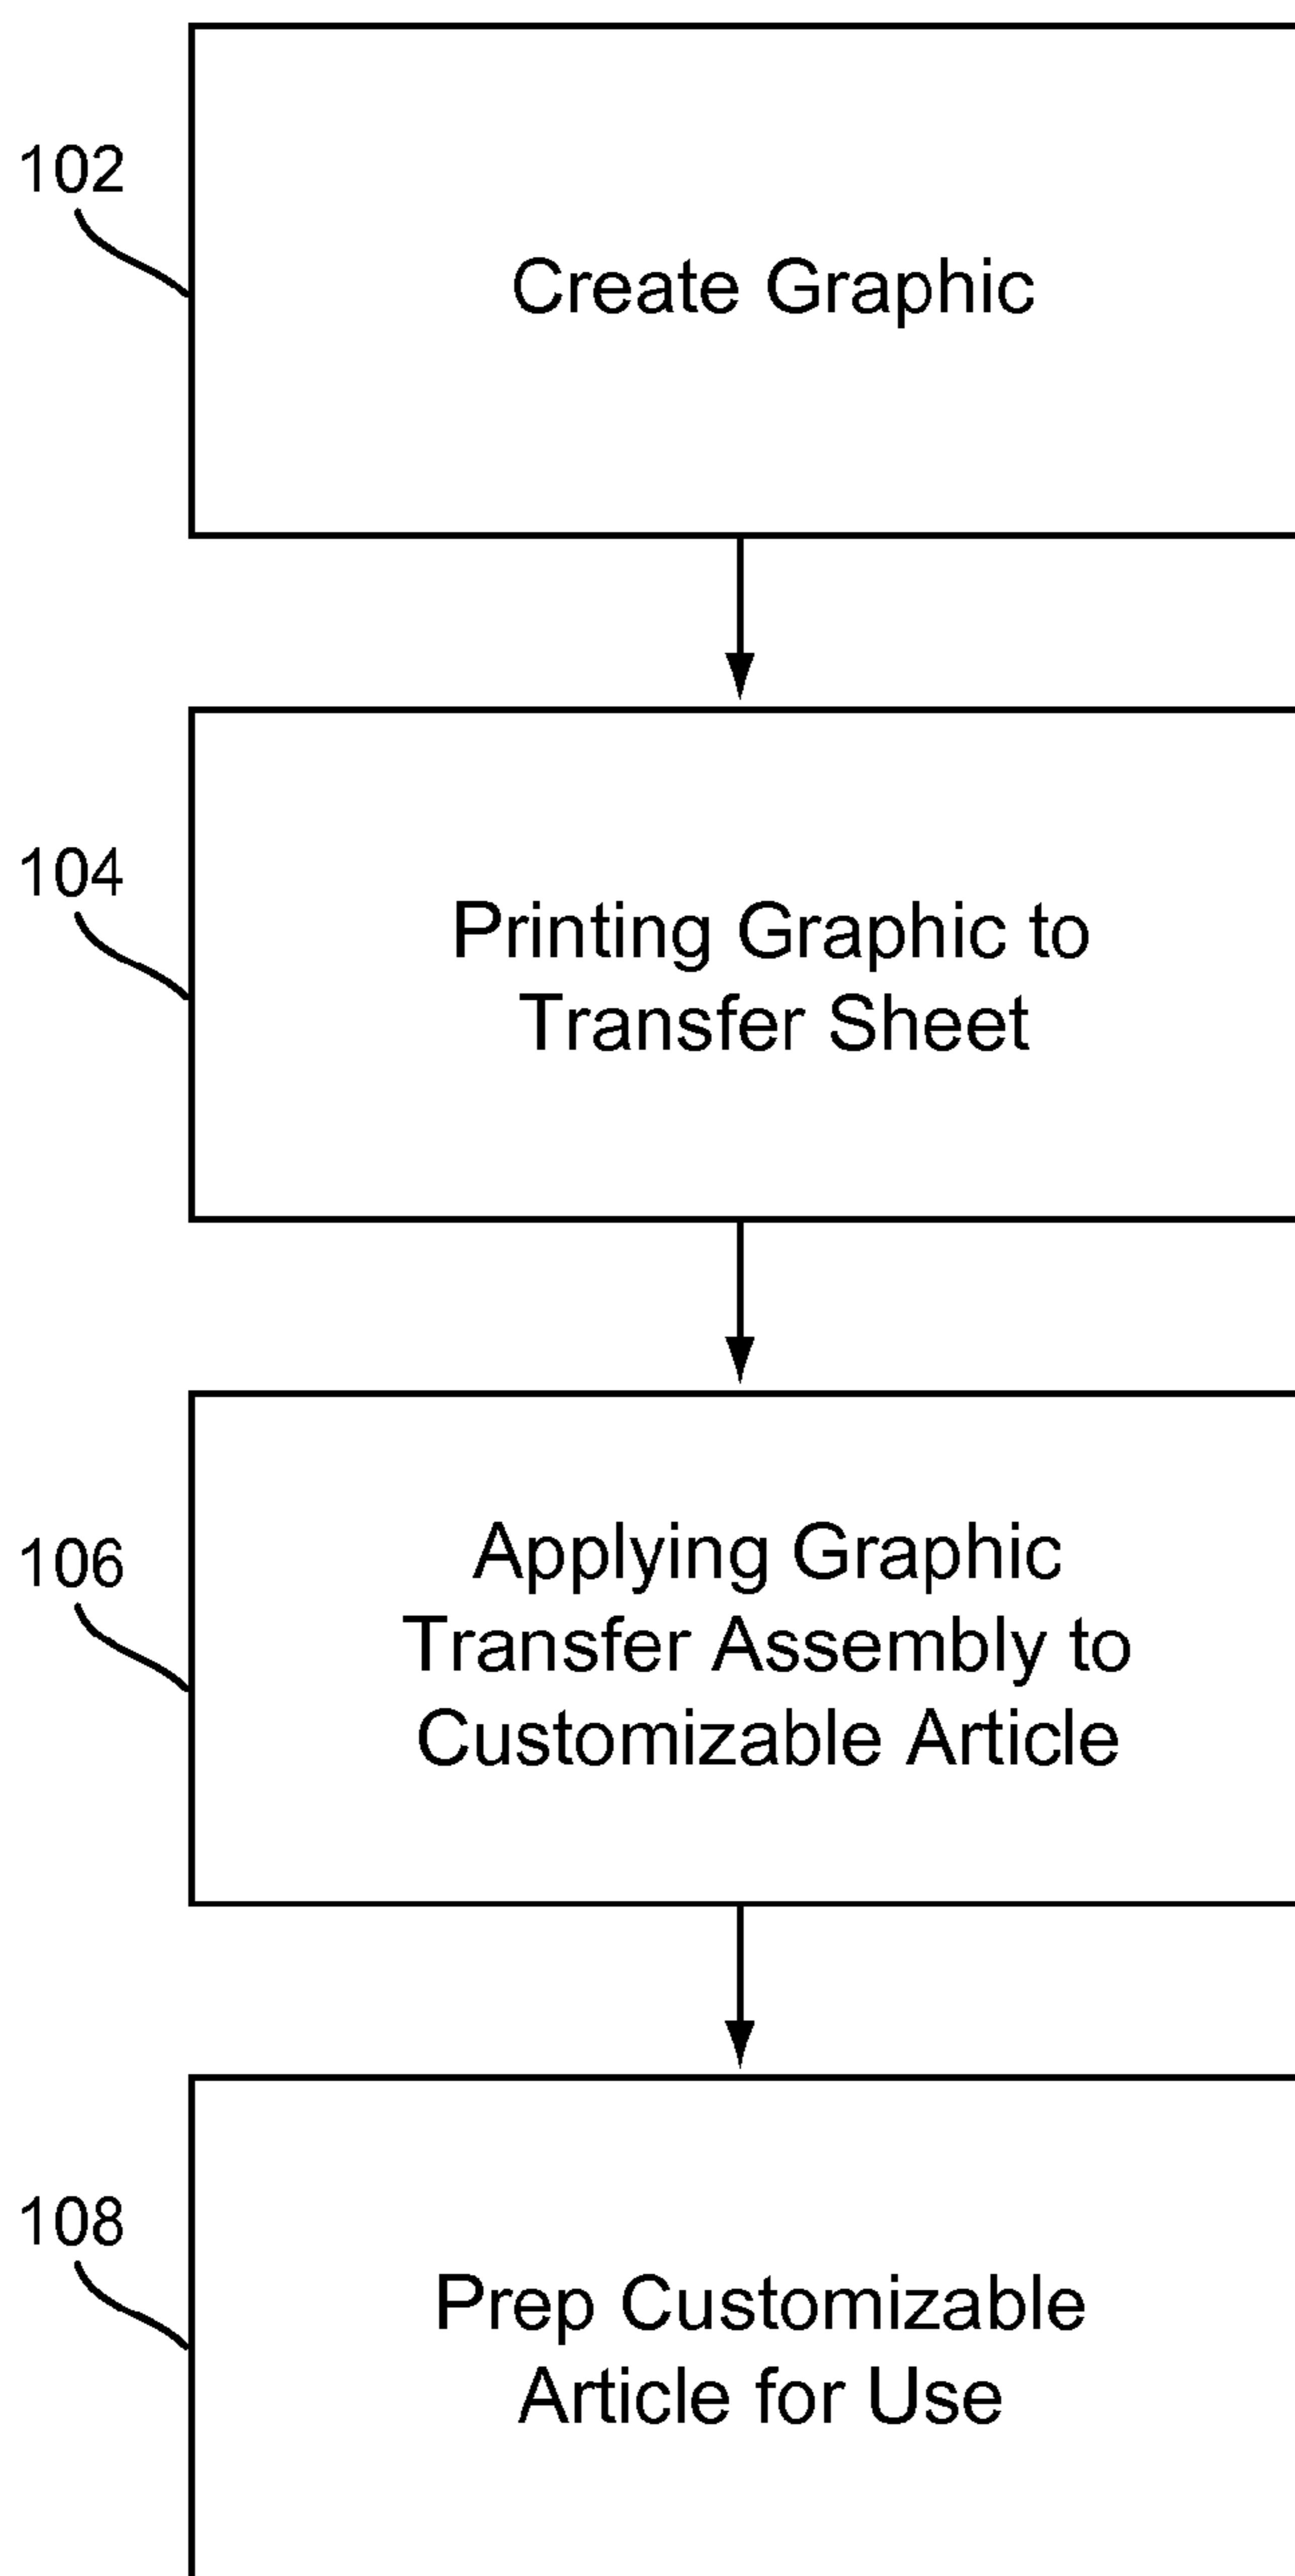 102
Create Graphic
104
Printing Graphic to
Transfer Sheet
106
Applying Graphic
Transfer Assembly to
Customizable Article
108
Prep Customizable
Article for Use